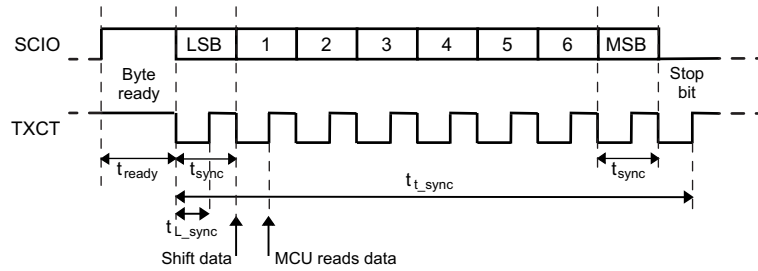 SCIO LSB 1 2 3 4 5 6 MSB
Byte ready
Stop bit
TXCT
tready tsync tsync
tt_sync
tL_sync
Shift data MCU reads data